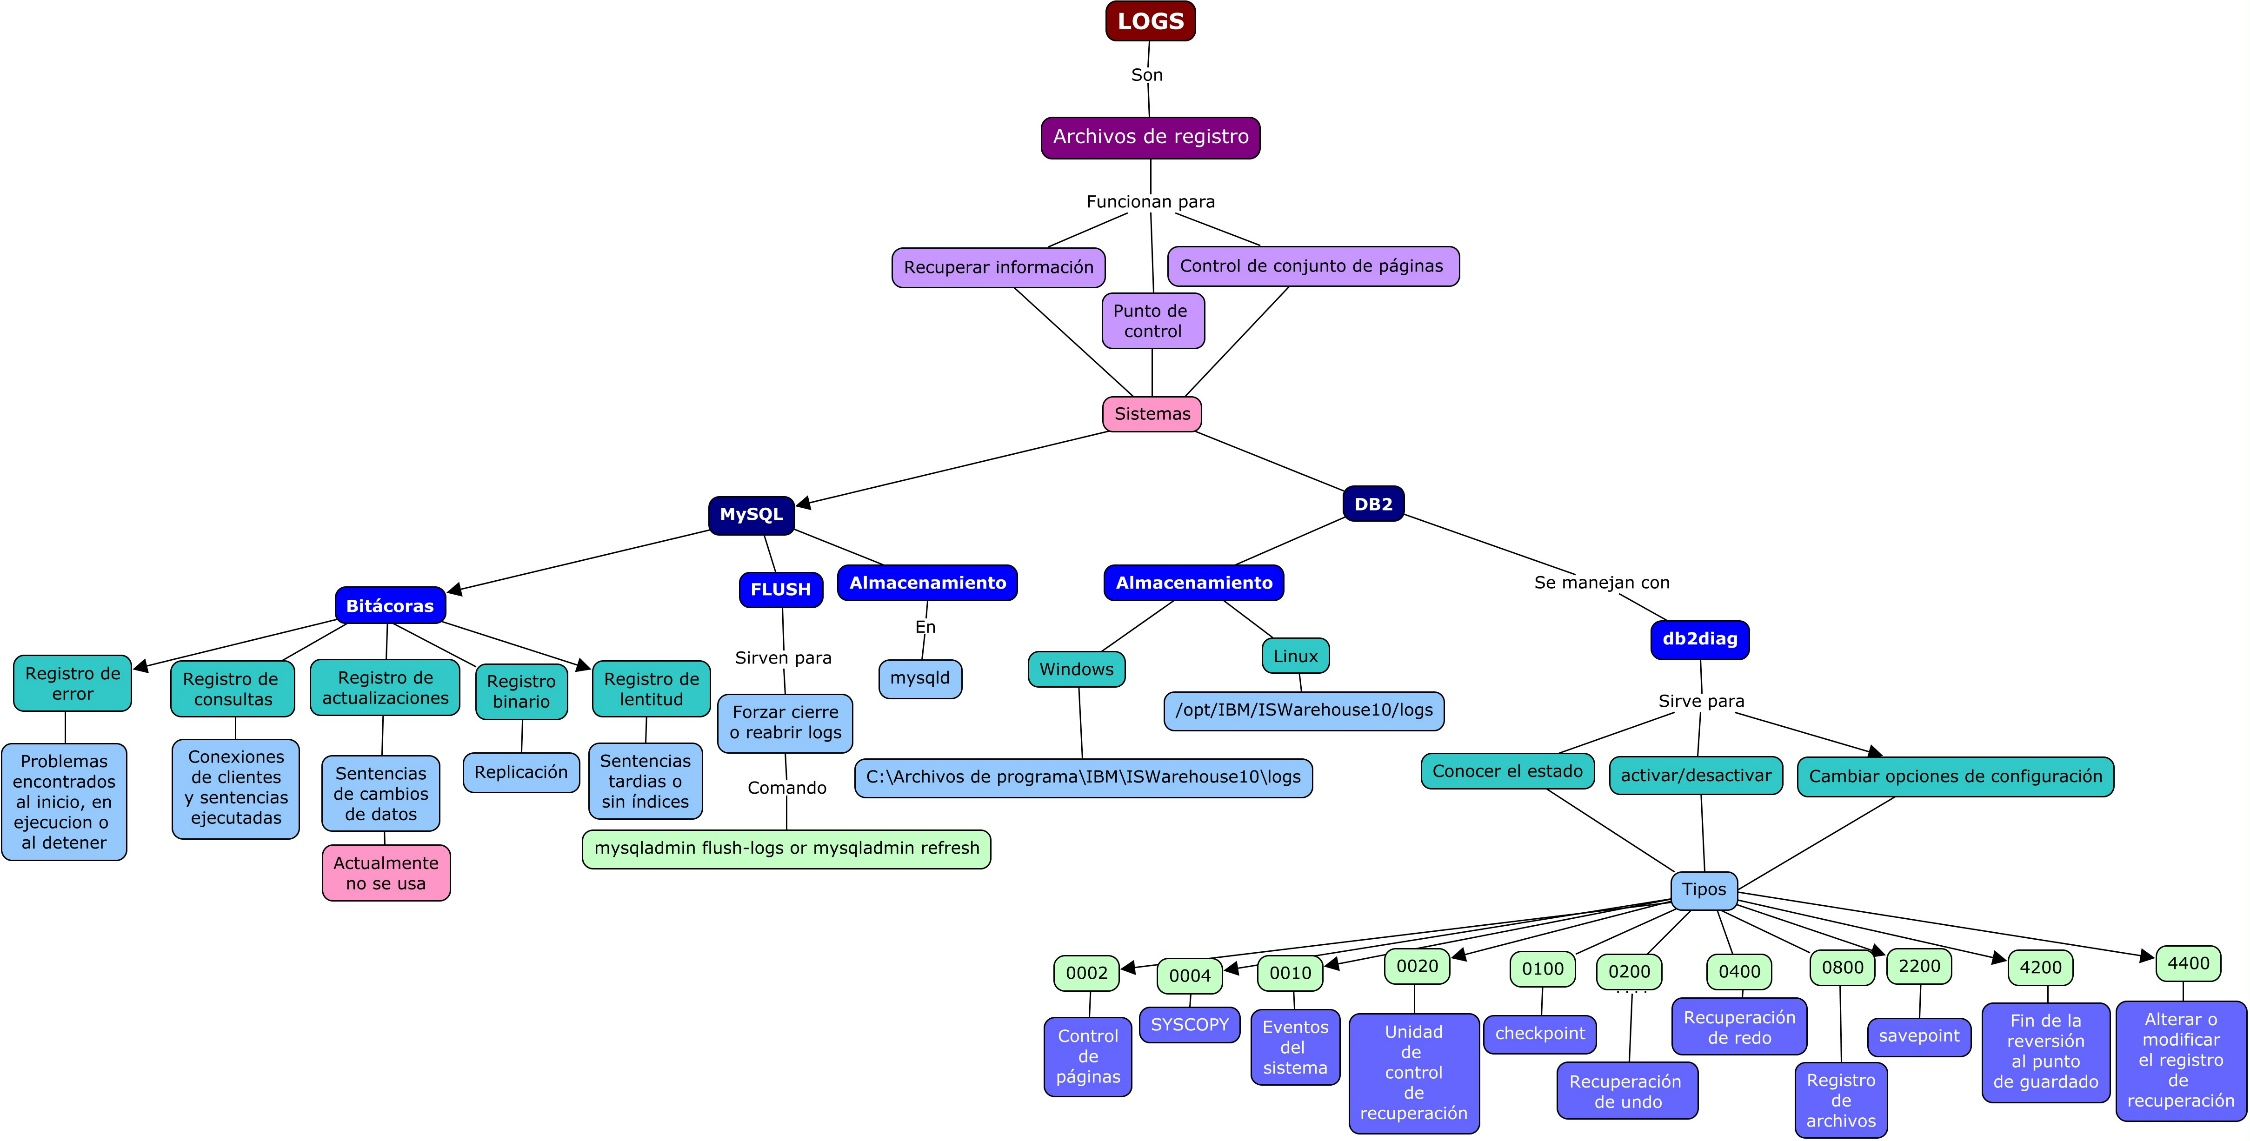 LOGS
Son
Archivos de registro
Funcionan para
Recuperar información
Control de conjunto de páginas
Punto de
control
Sistemas
MySQL
DB2
Bitácoras
FLUSH
Almacenamiento
Almacenamiento
Se manejan con
En
db2diag
Registro de
error
Registro de
consultas
Registro de
actualizaciones
Registro
binario
Registro de
lentitud
Sirven para
mysqld
Windows
Linux
Sirve para
Problemas
encontrados
al inicio, en
ejecucion o
al detener
Conexiones
de clientes
y sentencias
ejecutadas
Sentencias
de cambios
de datos
Replicación
Sentencias
tardias o
sin índices
Forzar cierre
o reabrir logs
/opt/IBM/ISWarehouse10/logs
C:\Archivos de programa\IBM\ISWarehouse10\logs
Conocer el estado
activar/desactivar
Cambiar opciones de configuración
Comando
mysqladmin flush-logs or mysqladmin refresh
Actualmente
no se usa
Tipos
0002
0004
0010
0020
0100
0200
....
0400
0800
2200
4200
4400
Control
de
páginas
SYSCOPY
Eventos
del
sistema
Unidad
de
control
de
recuperación
checkpoint
Recuperación
de undo
Recuperación
de redo
Registro
de
archivos
savepoint
Fin de la
reversión
al punto
de guardado
Alterar o
modificar
el registro
de
recuperación